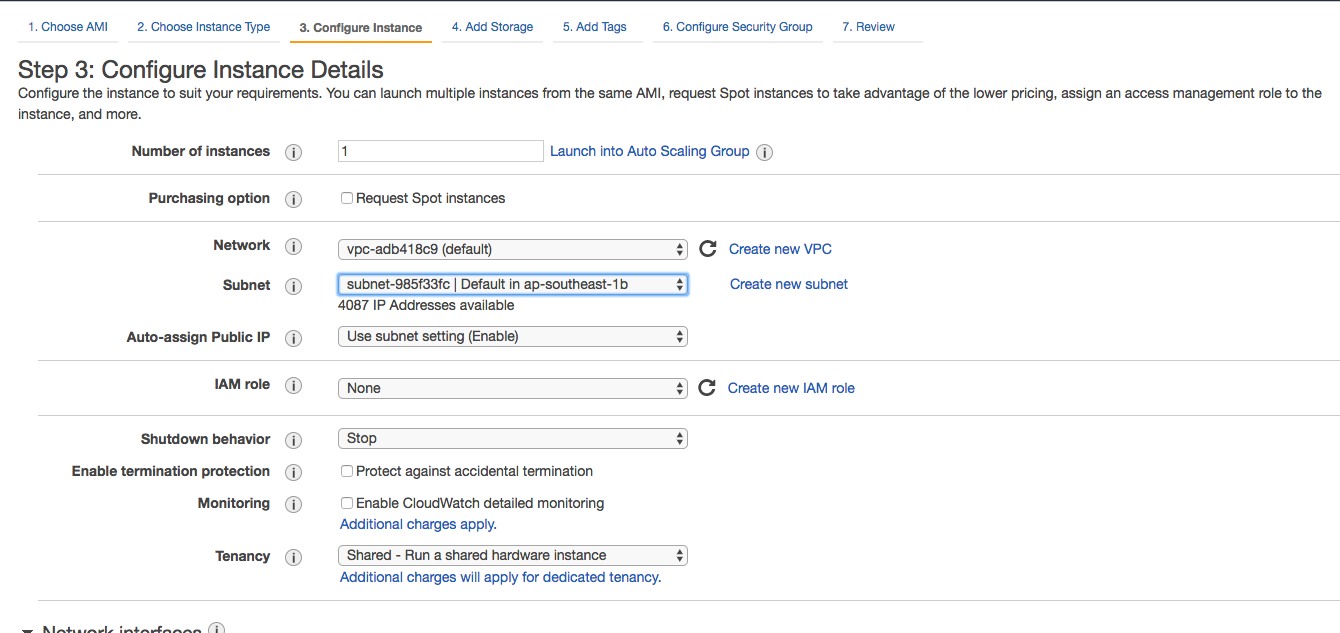 1. Choose AMI 2. Choose Instance Type 3. Configure Instance 4. Add Storage 5. Add Tags 6. Configure Security Group 7. Review
Step 3: Configure Instance Details
Configure the instance to suit your requirements. You can launch multiple instances from the same AMI, request Spot instances to take advantage of the lower pricing, assign an access management role to the
instance, and more.
Number of instances i 1 Launch into Auto Scaling Group i
Purchasing option i Request Spot instances
Network i vpc-adb418c9 (default) Create new VPC
Subnet i subnet-985f33fc | Default in ap-southeast-1b Create new subnet
4087 IP Addresses available
Auto-assign Public IP i Use subnet setting (Enable)
IAM role i None Create new IAM role
Shutdown behavior i Stop
Enable termination protection i Protect against accidental termination
Monitoring i Enable CloudWatch detailed monitoring
Additional charges apply.
Tenancy i Shared - Run a shared hardware instance
Additional charges will apply for dedicated tenancy.
Network interfaces i